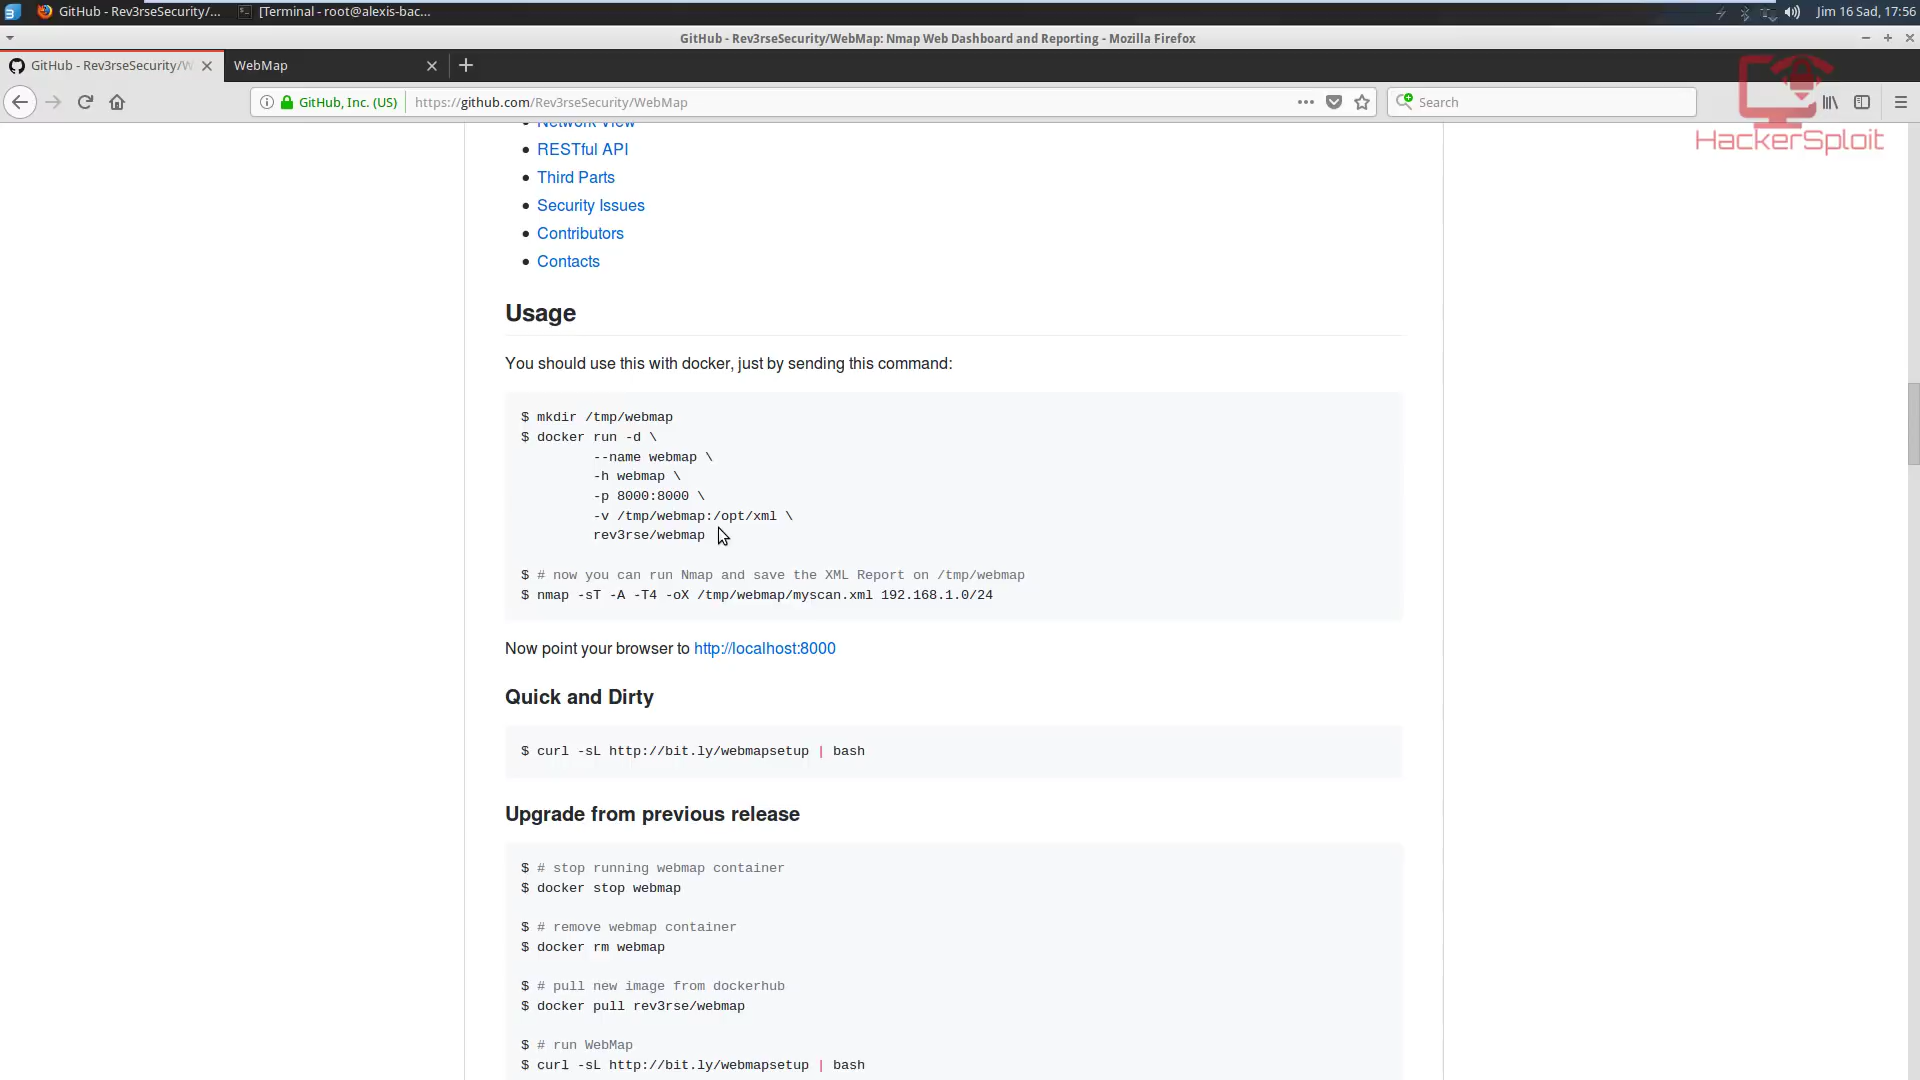 GitHub - Rev3rseSecurity/...
[Terminal - root@alexis-bac...
Jim 16 Sad, 17:56
GitHub - Rev3rseSecurity/WebMap: Nmap Web Dashboard and Reporting - Mozilla Firefox
GitHub - Rev3rseSecurity/W
WebMap
GitHub, Inc. (US)
https://github.com/Rev3rseSecurity/WebMap
Search
HackerSploit
Network View
RESTful API
Third Parts
Security Issues
Contributors
Contacts
Usage
You should use this with docker, just by sending this command:
$ mkdir /tmp/webmap
$ docker run -d \
--name webmap \
-h webmap \
-p 8000:8000 \
-v /tmp/webmap:/opt/xml \
rev3rse/webmap
$ # now you can run Nmap and save the XML Report on /tmp/webmap
$ nmap -sT -A -T4 -oX /tmp/webmap/myscan.xml 192.168.1.0/24
Now point your browser to http://localhost:8000
Quick and Dirty
$ curl -sL http://bit.ly/webmapsetup | bash
Upgrade from previous release
$ # stop running webmap container
$ docker stop webmap
$ # remove webmap container
$ docker rm webmap
$ # pull new image from dockerhub
$ docker pull rev3rse/webmap
$ # run WebMap
$ curl -sL http://bit.ly/webmapsetup | bash